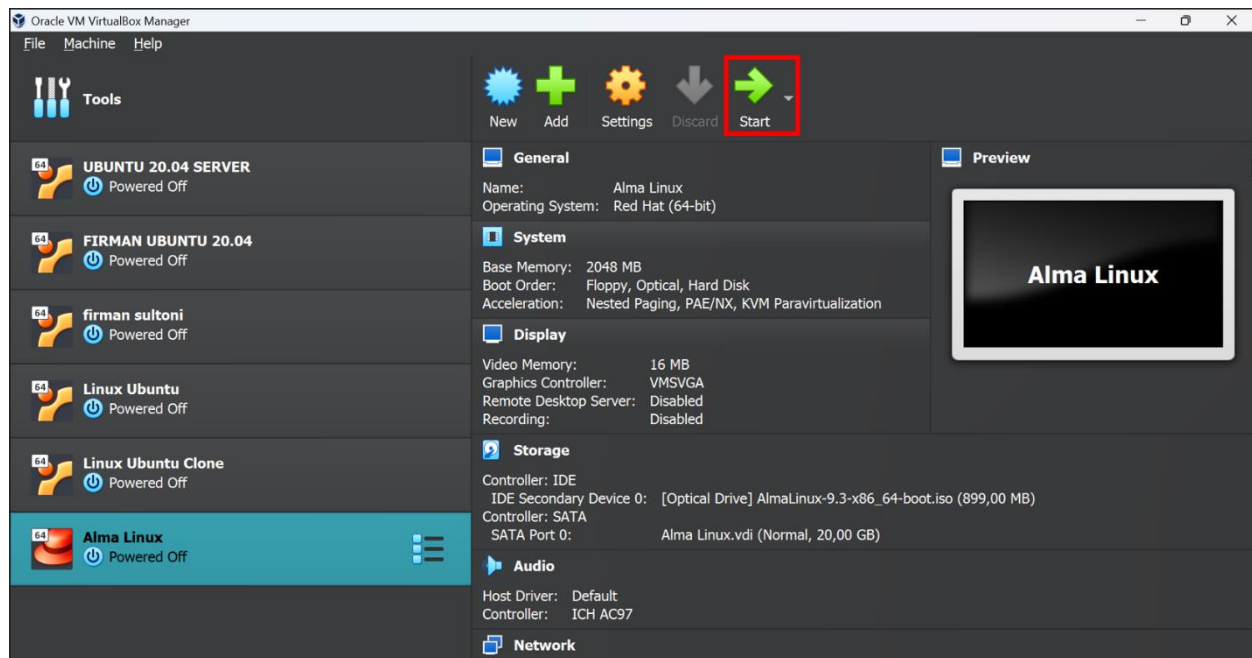 Oracle VM VirtualBox Manager
File Machine Help
Tools
New Add Settings Discard Start
64
UBUNTU 20.04 SERVER
Powered Off
64
FIRMAN UBUNTU 20.04
Powered Off
64
firman sultoni
Powered Off
64
Linux Ubuntu
Powered Off
64
Linux Ubuntu Clone
Powered Off
64
Alma Linux
Powered Off
General
Name: Alma Linux
Operating System: Red Hat (64-bit)
System
Base Memory: 2048 MB
Boot Order: Floppy, Optical, Hard Disk
Acceleration: Nested Paging, PAE/NX, KVM Paravirtualization
Display
Video Memory: 16 MB
Graphics Controller: VMSVGA
Remote Desktop Server: Disabled
Recording: Disabled
Storage
Controller: IDE
IDE Secondary Device 0: [Optical Drive] AlmaLinux-9.3-x86_64-boot.iso (899,00 MB)
Controller: SATA
SATA Port 0: Alma Linux.vdi (Normal, 20,00 GB)
Audio
Host Driver: Default
Controller: ICH AC97
Network
Preview
Alma Linux